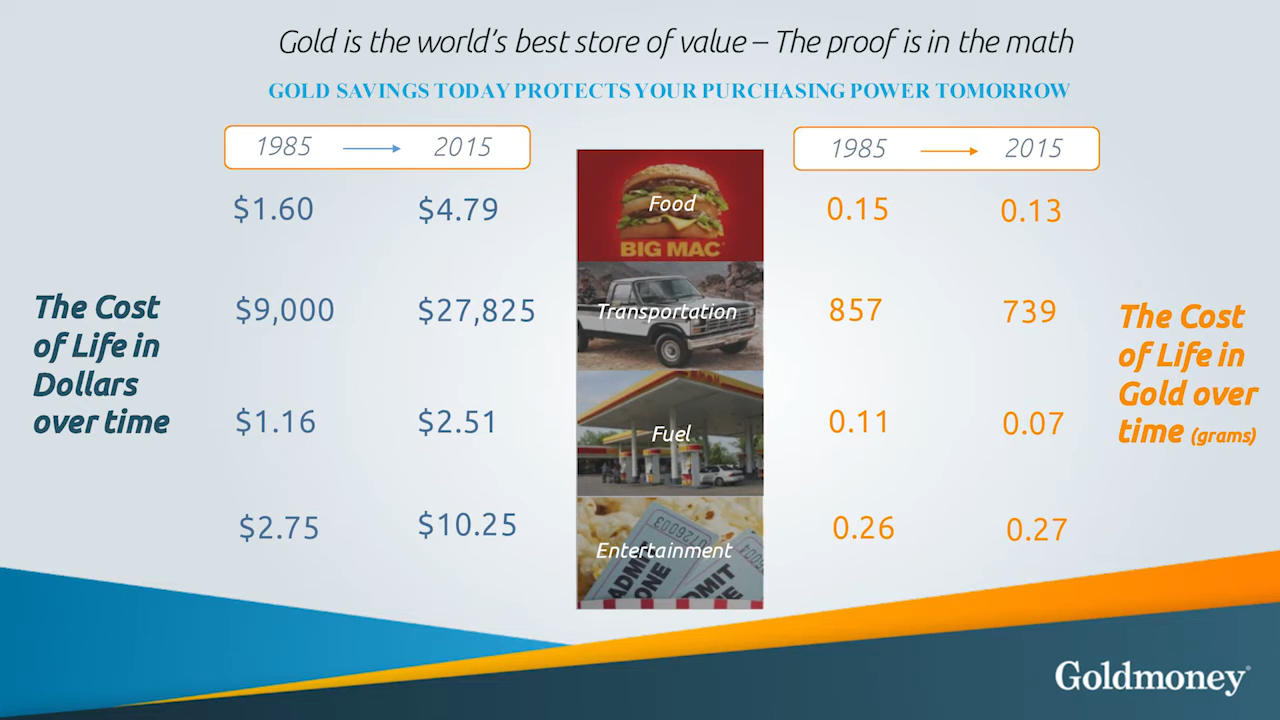 Gold is the world's best store of value – The proof is in the math
GOLD SAVINGS TODAY PROTECTS YOUR PURCHASING POWER TOMORROW
1985 → 2015
1985 → 2015
The Cost
of Life in
Dollars
over time
$1.60 $4.79
$9,000 $27,825
$1.16 $2.51
$2.75 $10.25
Food
BIG MAC
Transportation
Fuel
Entertainment
ADMIT
ONE
0126003
0.15 0.13
857 739
0.11 0.07
0.26 0.27
The Cost
of Life in
Gold over
time (grams)
Goldmoney®